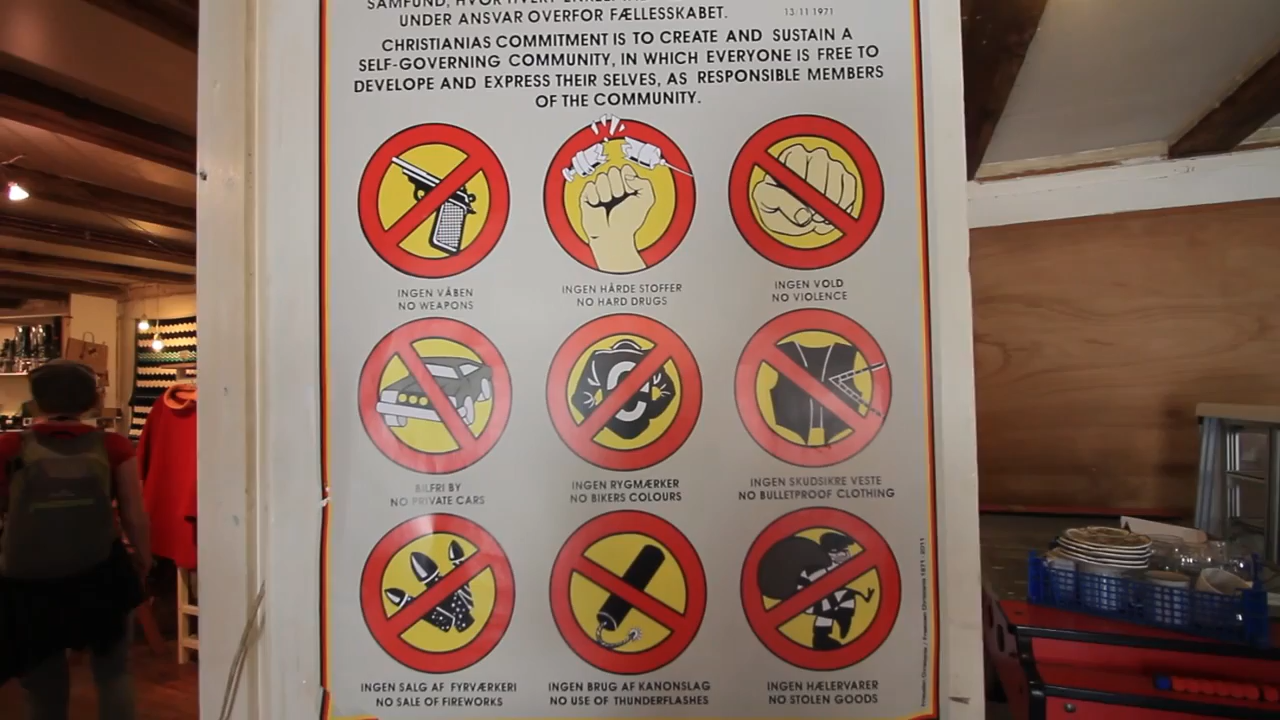 SAMFUND, HVOR
UNDER ANSVAR OVERFOR FÆLLESSKABET.
13/11 1971
CHRISTIANIAS COMMITMENT IS TO CREATE AND SUSTAIN A
SELF-GOVERNING COMMUNITY, IN WHICH EVERYONE IS FREE TO
DEVELOPE AND EXPRESS THEIR SELVES, AS RESPONSIBLE MEMBERS
OF THE COMMUNITY.
INGEN VÅBEN
NO WEAPONS
INGEN HÅRDE STOFFER
NO HARD DRUGS
INGEN VOLD
NO VIOLENCE
BILFRI BY
NO PRIVATE CARS
INGEN RYGMÆRKER
NO BIKERS COLOURS
INGEN SKUDSIKRE VESTE
NO BULLETPROOF CLOTHING
INGEN SALG AF FYRVÆRKERI
NO SALE OF FIREWORKS
INGEN BRUG AF KANONSLAG
NO USE OF THUNDERFLASHES
INGEN HÆLERVARER
NO STOLEN GOODS